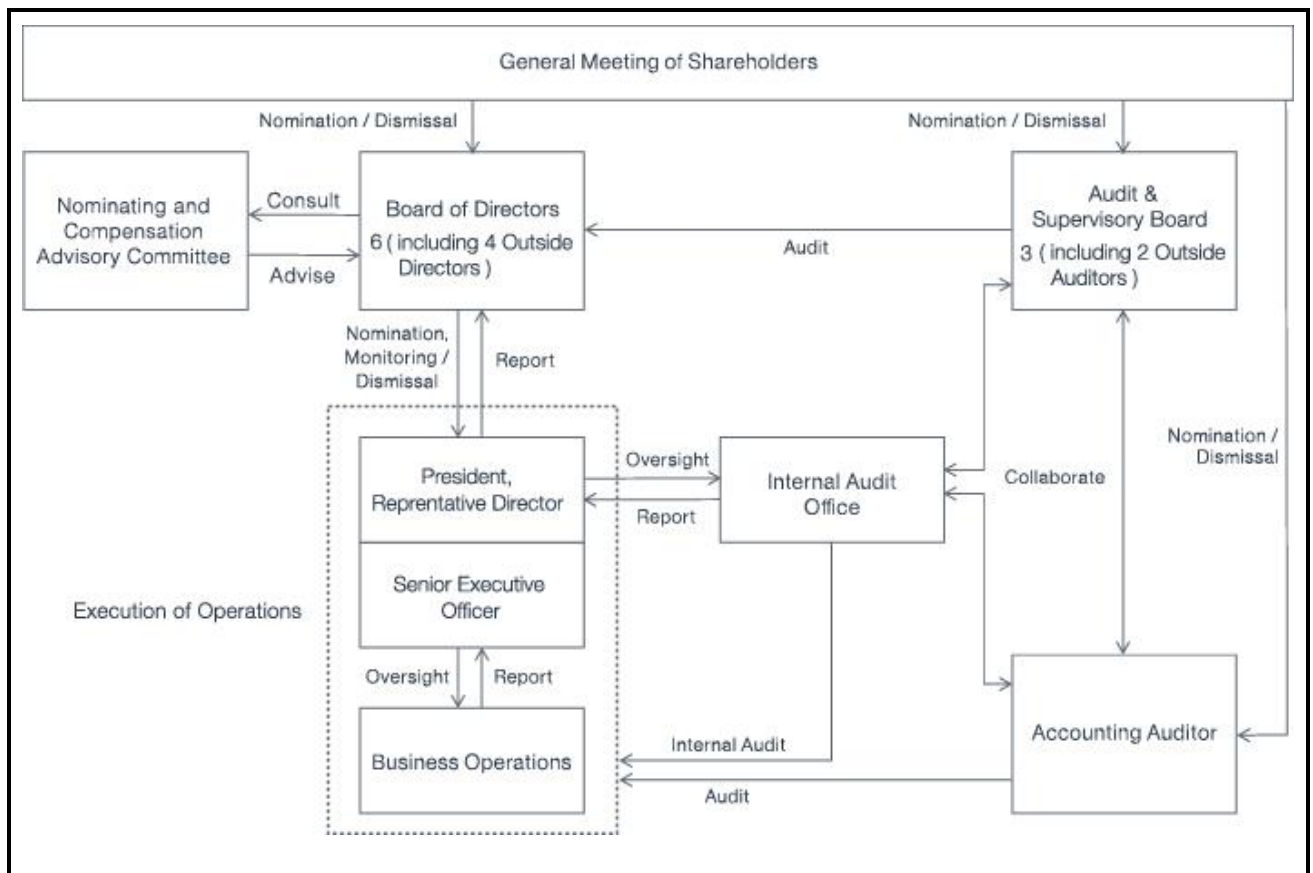 General Meeting of Shareholders
Nomination / Dismissal
Nomination / Dismissal
Nominating and
Compensation
Advisory Committee
Consult
Advise
Board of Directors
6 ( including 4 Outside
Directors )
Audit
Audit &
Supervisory Board
3 ( including 2 Outside
Auditors )
Nomination,
Monitoring /
Dismissal
Report
Nomination /
Dismissal
President,
Reprentative Director
Oversight
Report
Internal Audit
Office
Collaborate
Senior Executive
Officer
Execution of Operations
Oversight
Report
Business Operations
Internal Audit
Audit
Accounting Auditor